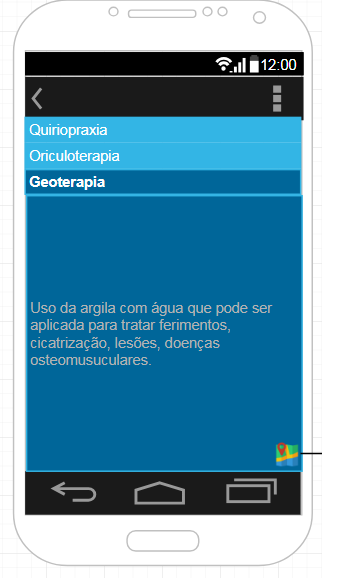 12:00
Quiriopraxia
Oriculoterapia
Geoterapia
Uso da argila com água que pode ser
aplicada para tratar ferimentos,
cicatrização, lesões, doenças
osteomusuculares.